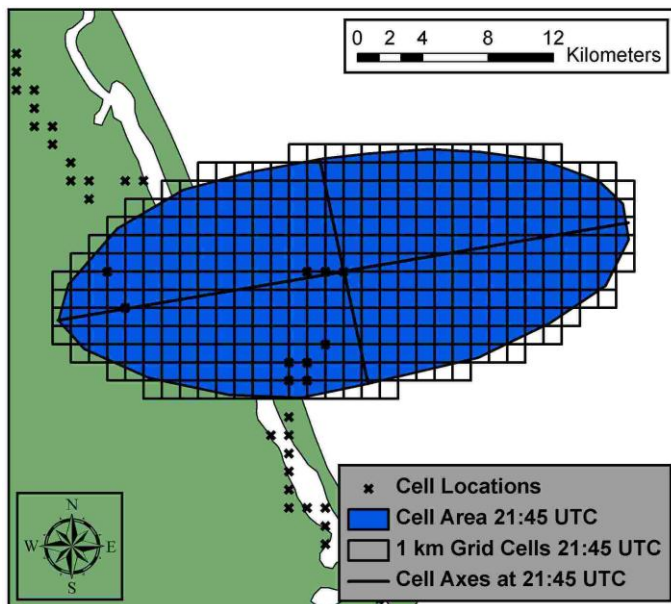 0 2 4 8 12
Kilometers
Cell Locations
Cell Area 21:45 UTC
1 km Grid Cells 21:45 UTC
Cell Axes at 21:45 UTC
N
W E
S